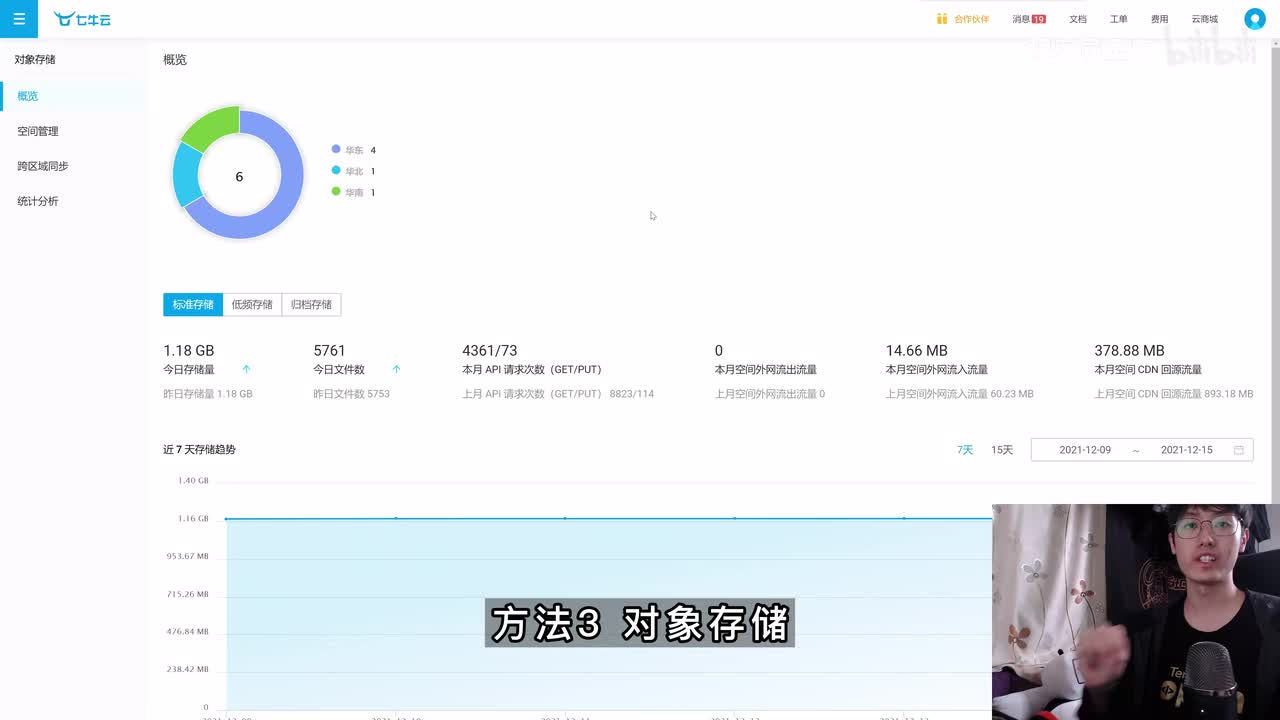 七牛云
合作伙伴
消息 19
文档
工单
费用
云商城
bilibili
对象存储
概览
空间管理
跨区域同步
统计分析
概览
6
华东 4
华北 1
华南 1
标准存储
低频存储
归档存储
1.18 GB
今日存储量
昨日存储量 1.18 GB
5761
今日文件数
昨日文件数 5753
4361/73
本月 API 请求次数（GET/PUT）
上月 API 请求次数（GET/PUT） 8823/114
0
本月空间外网流出流量
上月空间外网流出流量 0
14.66 MB
本月空间外网流入流量
上月空间外网流入流量 60.23 MB
378.88 MB
本月空间 CDN 回源流量
上月空间 CDN 回源流量 893.18 MB
近 7 天存储趋势
7天
15天
2021-12-09 ~ 2021-12-15
1.40 GB
1.16 GB
953.67 MB
715.26 MB
476.84 MB
238.42 MB
0
方法3 对象存储